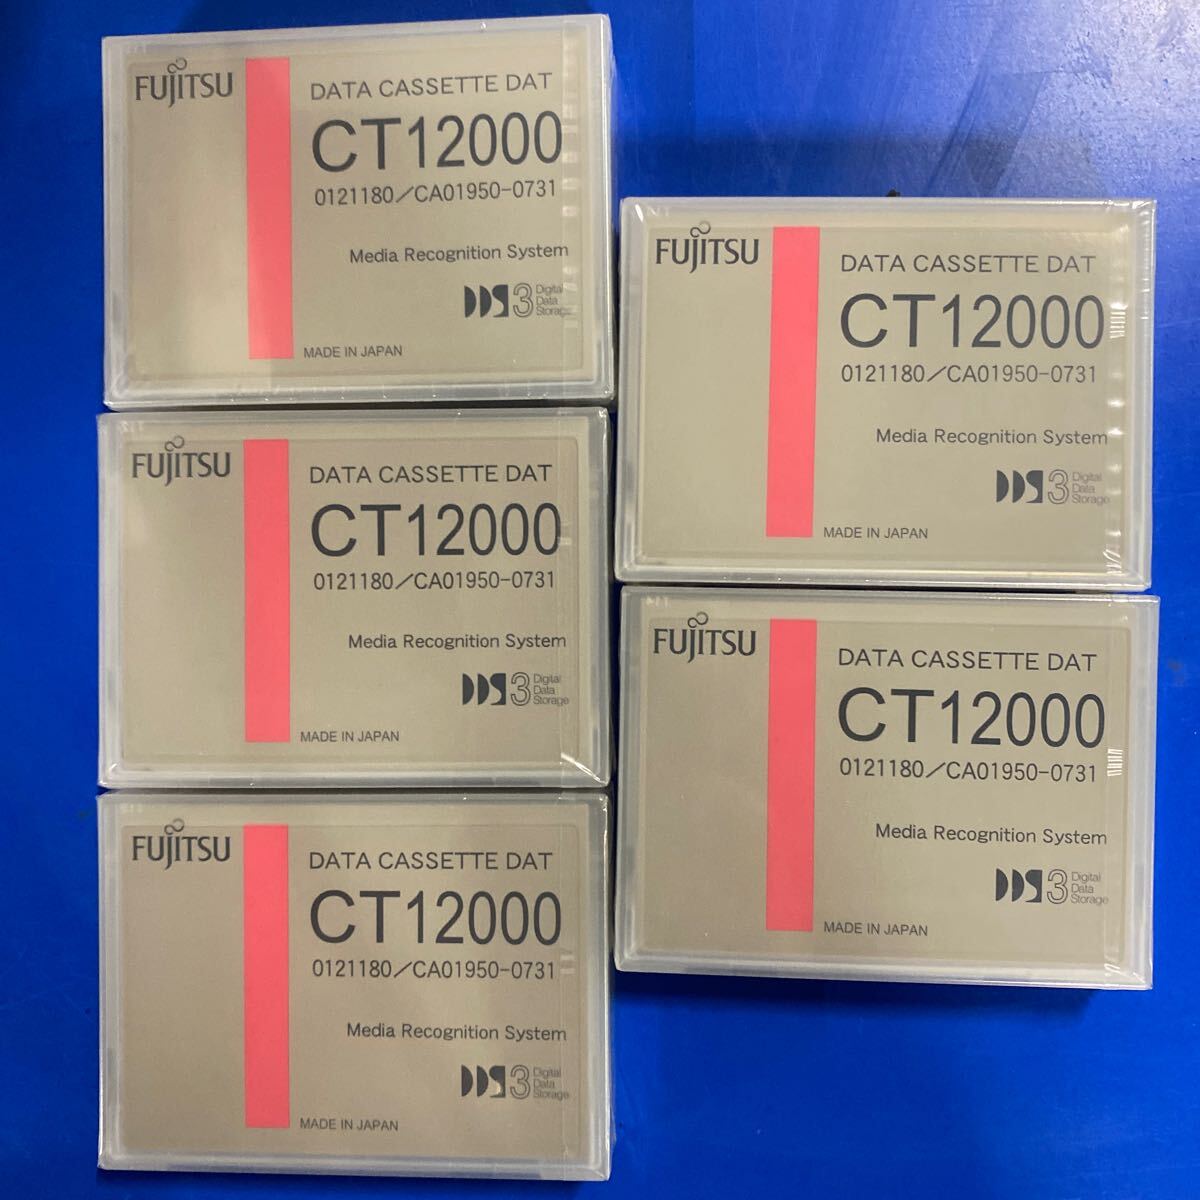 FUJITSU
DATA CASSETTE DAT
CT12000
0121180/CA01950-0731
Media Recognition System
DDS3 Digital
Data
Storage
MADE IN JAPAN
FUJITSU
DATA CASSETTE DAT
CT12000
0121180/CA01950-0731
Media Recognition System
DDS3 Digital
Data
Storage
MADE IN JAPAN
FUJITSU
DATA CASSETTE DAT
CT12000
0121180/CA01950-0731
Media Recognition System
DDS3 Digital
Data
Storage
MADE IN JAPAN
FUJITSU
DATA CASSETTE DAT
CT12000
0121180/CA01950-0731
Media Recognition System
DDS3 Digital
Data
Storage
MADE IN JAPAN
FUJITSU
DATA CASSETTE DAT
CT12000
0121180/CA01950-0731
Media Recognition System
DDS3 Digital
Data
Storage
MADE IN JAPAN